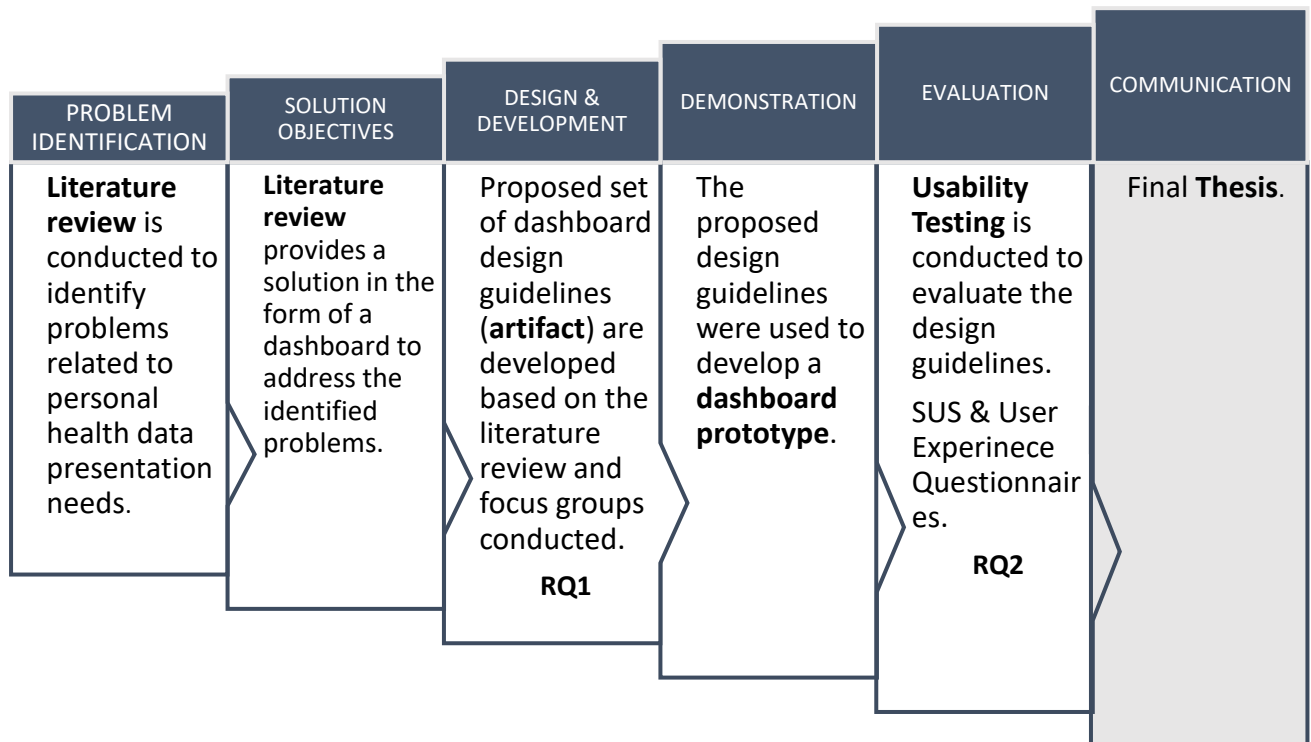 PROBLEM
IDENTIFICATION
Literature
review is
conducted to
identify
problems
related to
personal
health data
presentation
needs.
SOLUTION
OBJECTIVES
Literature
review
provides a
solution in the
form of a
dashboard to
address the
identified
problems.
DESIGN &
DEVELOPMENT
Proposed set
of dashboard
design
guidelines
(artifact) are
developed
based on the
literature
review and
focus groups
conducted.
RQ1
DEMONSTRATION
The
proposed
design
guidelines
were used to
develop a
dashboard
prototype.
EVALUATION
Usability
Testing is
conducted to
evaluate the
design
guidelines.
SUS & User
Experinece
Questionnair
es.
RQ2
COMMUNICATION
Final Thesis.